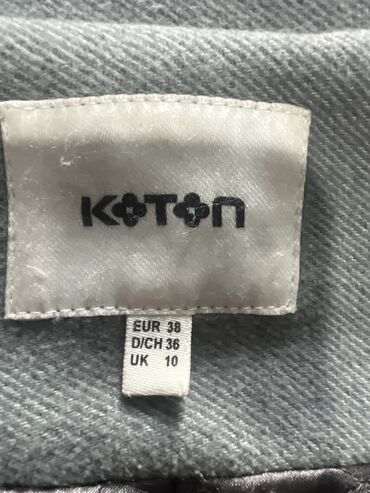 KOTON
EUR 38
D/CH 36
UK 10